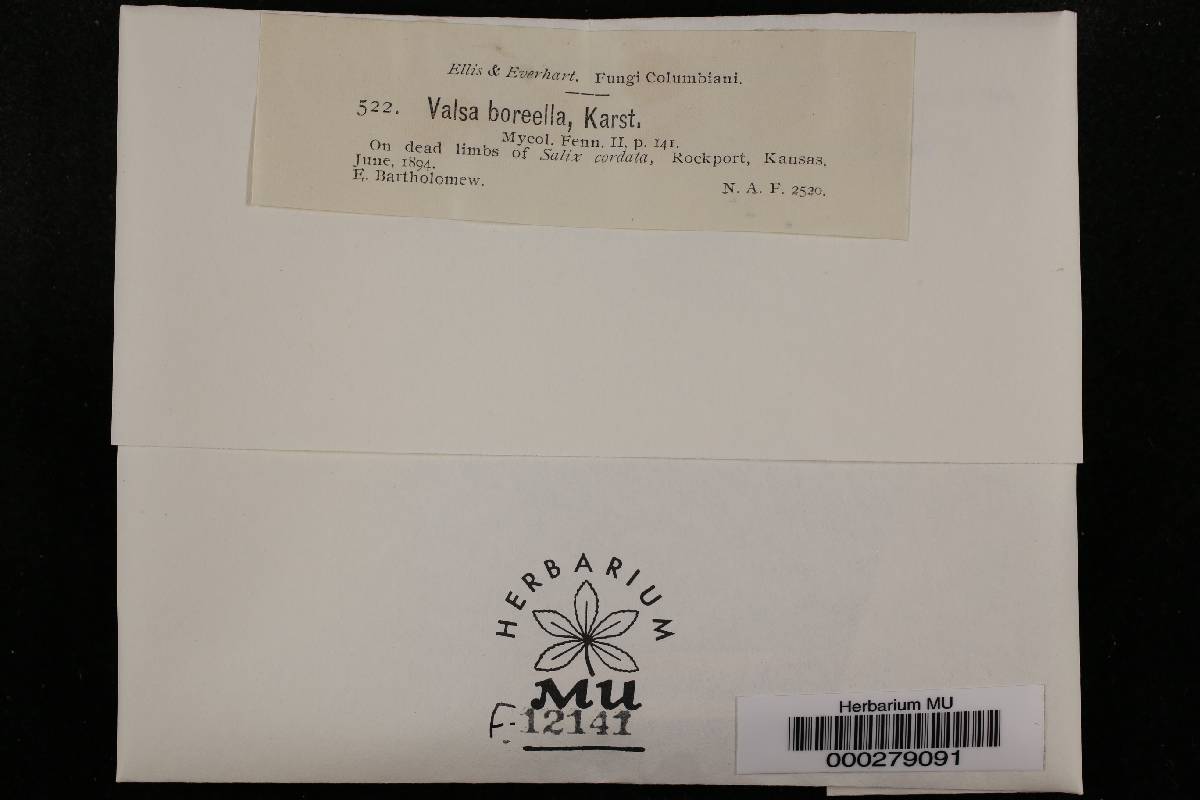 Ellis & Everhart. Fungi Columbiani.
522. Valsa boreella, Karst.
Mycol. Fenn. II, p. 141.
On dead limbs of Salix cordata, Rockport, Kansas.
June, 1894.
E. Bartholomew.
N. A. F. 2520.
HERBARIUM
MU
F. 12141
Herbarium MU
000279091